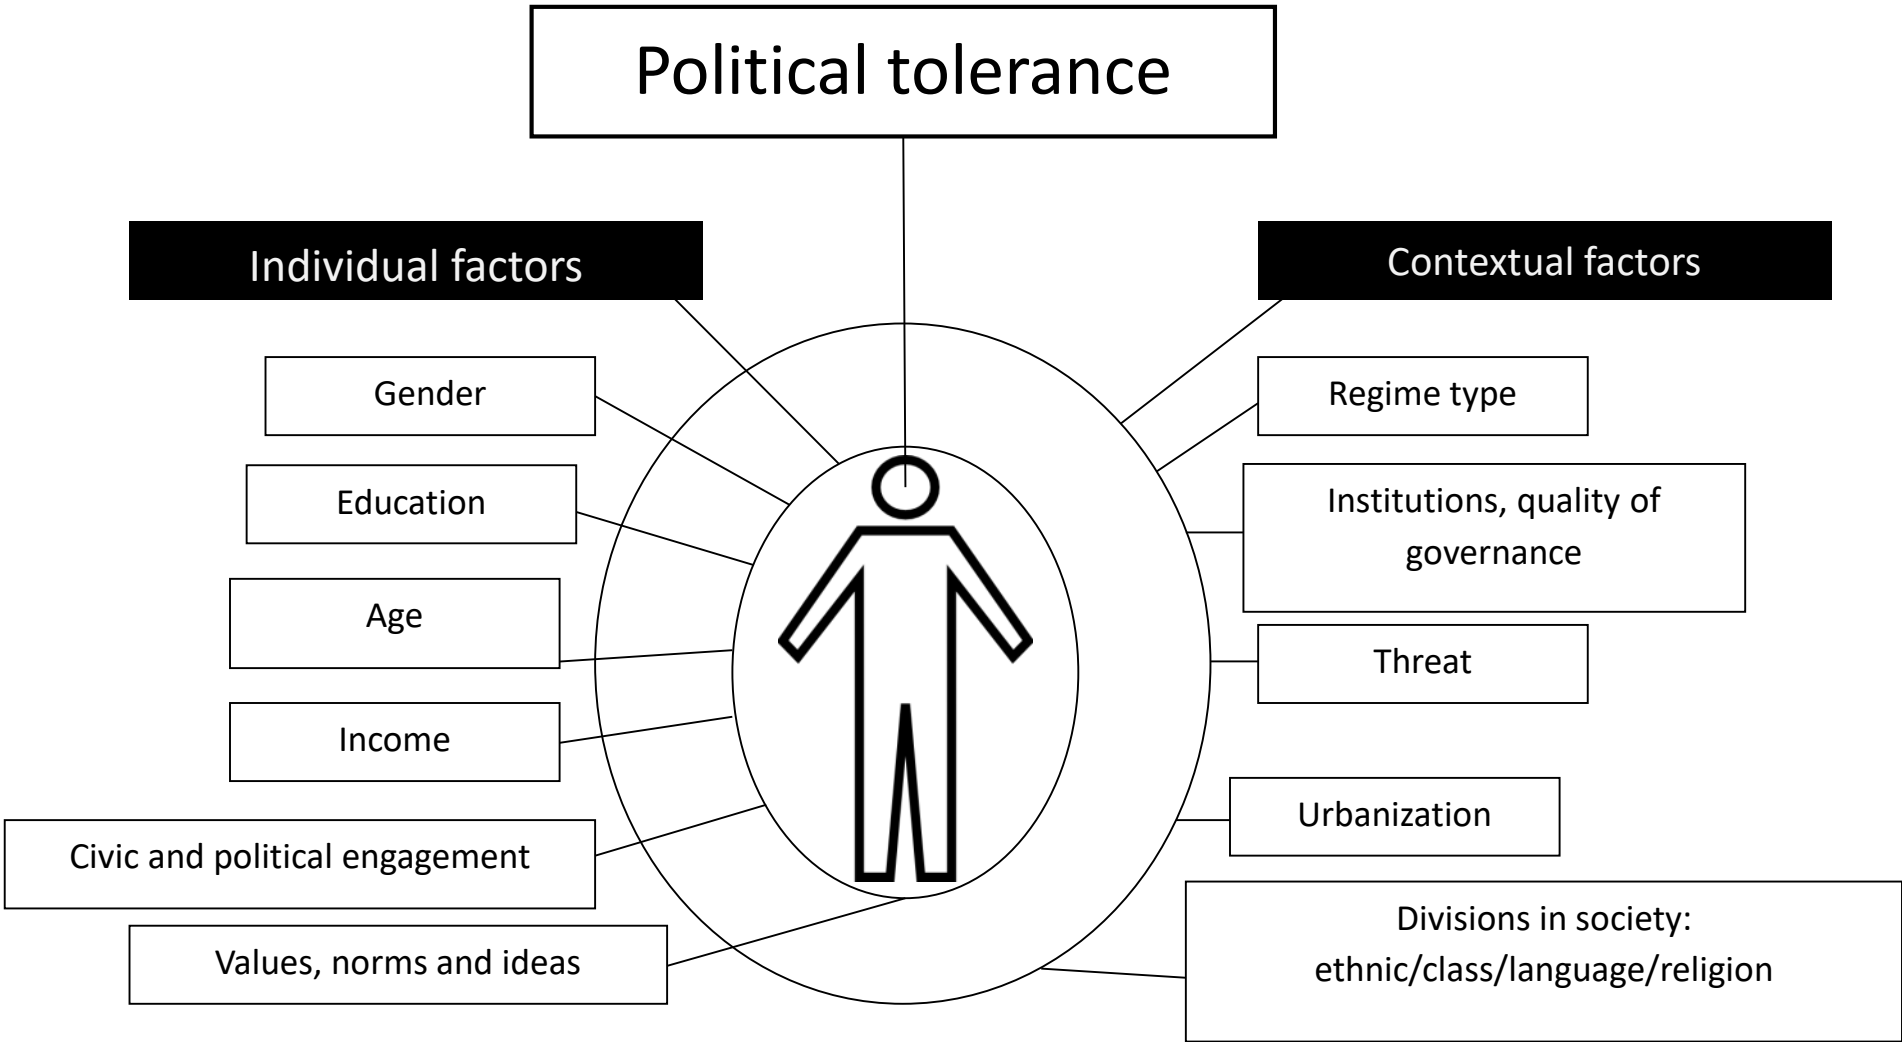 Political tolerance
Individual factors
Gender
Education
Age
Income
Civic and political engagement
Values, norms and ideas
Contextual factors
Regime type
Institutions, quality of
governance
Threat
Urbanization
Divisions in society:
ethnic/class/language/religion